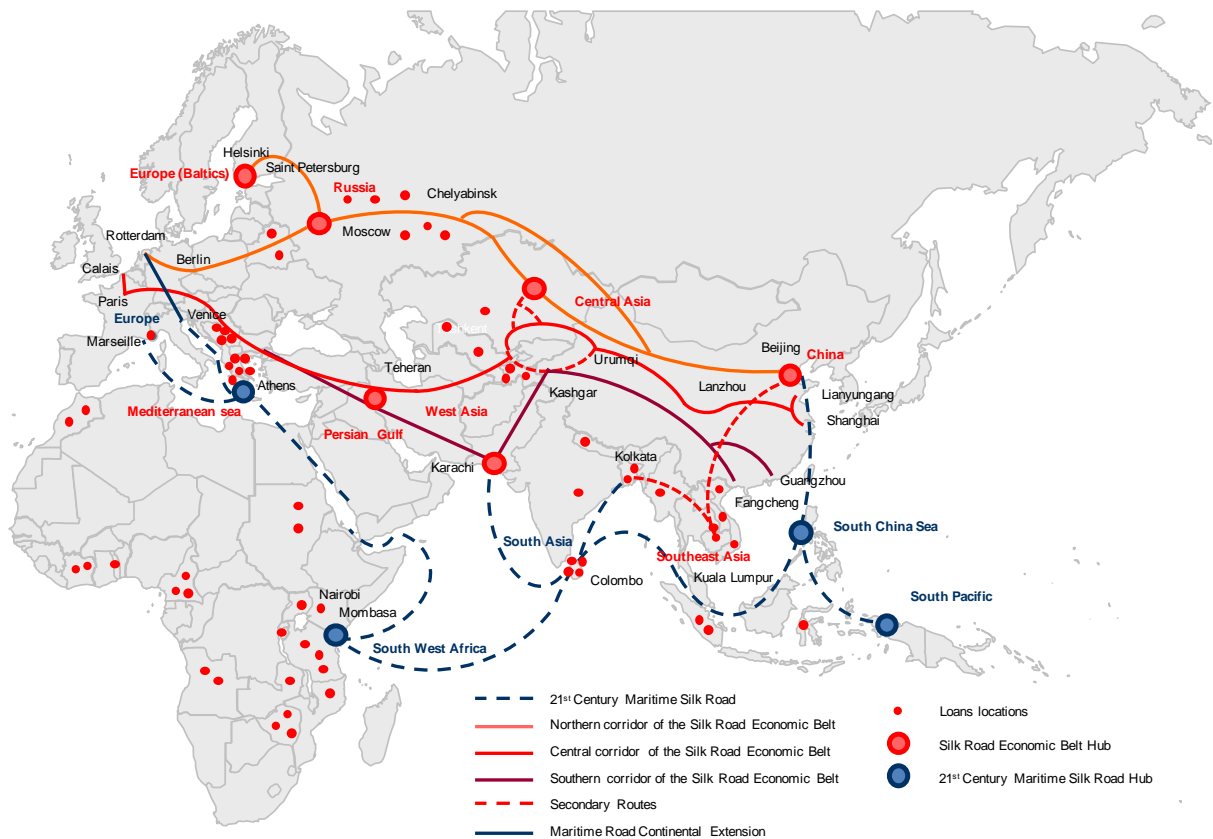 Helsinki
Saint Petersburg
Europe (Baltics)
Russia
Chelyabinsk
Rotterdam
Moscow
Berlin
Calais
Paris
Central Asia
Europe
Venice
Marseille
Beijing
China
Teheran
Urumqi
Lanzhou
Athens
Kashgar
Lianyungang
Mediterranean sea
West Asia
Shanghai
Persian Gulf
Karachi
Kolkata
Guangzhou
Fangcheng
South Asia
South China Sea
Southeast Asia
Colombo
Kuala Lumpur
Nairobi
Mombasa
South Pacific
South West Africa
21st Century Maritime Silk Road
Northern corridor of the Silk Road Economic Belt
Central corridor of the Silk Road Economic Belt
Southern corridor of the Silk Road Economic Belt
Secondary Routes
Maritime Road Continental Extension
Loans locations
Silk Road Economic Belt Hub
21st Century Maritime Silk Road Hub